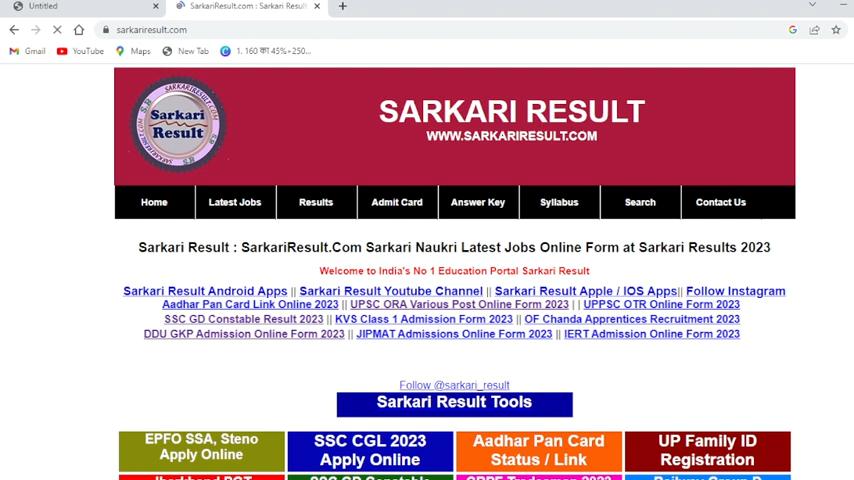 Untitled
SarkariResult.com : Sarkari Resul
sarkariresult.com
Gmail YouTube Maps New Tab 1. 160 का 45%+250...
Sarkari Result
SARKARI RESULT
WWW.SARKARIRESULT.COM
Home Latest Jobs Results Admit Card Answer Key Syllabus Search Contact Us
Sarkari Result : SarkariResult.Com Sarkari Naukri Latest Jobs Online Form at Sarkari Results 2023
Welcome to India's No 1 Education Portal Sarkari Result
Sarkari Result Android Apps || Sarkari Result Youtube Channel || Sarkari Result Apple / IOS Apps|| Follow Instagram
Aadhar Pan Card Link Online 2023 || UPSC ORA Various Post Online Form 2023 | | UPPSC OTR Online Form 2023
SSC GD Constable Result 2023 || KVS Class 1 Admission Form 2023 || OF Chanda Apprentices Recruitment 2023
DDU GKP Admission Online Form 2023 || JIPMAT Admissions Online Form 2023 || IERT Admission Online Form 2023
Follow @sarkari_result
Sarkari Result Tools
EPFO SSA, Steno Apply Online
SSC CGL 2023 Apply Online
Aadhar Pan Card Status / Link
UP Family ID Registration